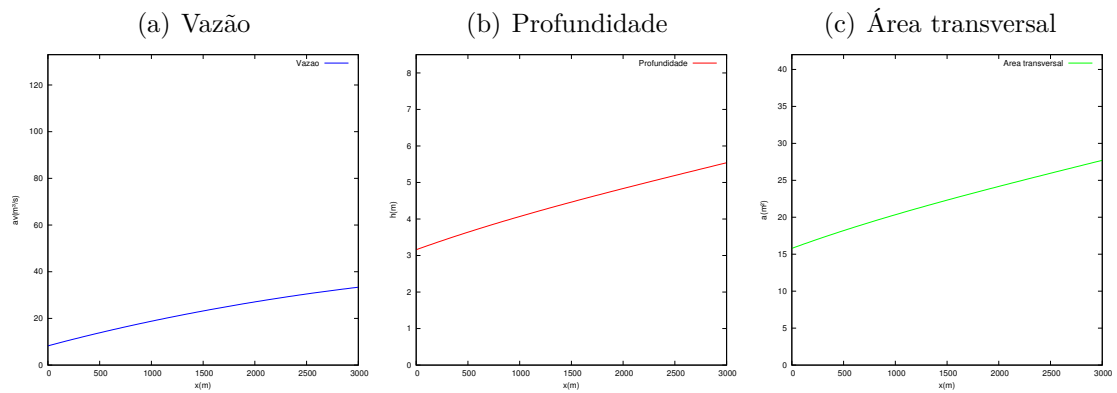 (a) Vazão
(b) Profundidade
(c) Área transversal
Vazao
120
100
80
60
40
20
0
av(m³/s)
0 500 1000 1500 2000 2500 3000
x(m)
Profundidade
8
7
6
5
4
3
2
1
0
h(m)
0 500 1000 1500 2000 2500 3000
x(m)
Area transversal
40
35
30
25
20
15
10
5
0
a(m²)
0 500 1000 1500 2000 2500 3000
x(m)